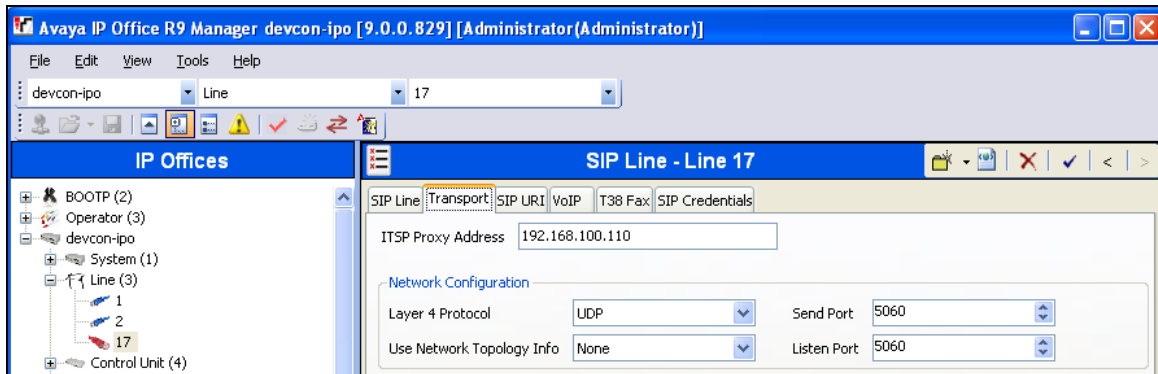 Avaya IP Office R9 Manager devcon-ipo [9.0.0.829] [Administrator(Administrator)]
File Edit View Tools Help
devcon-ipo Line 17
IP Offices
BOOTP (2)
Operator (3)
devcon-ipo
System (1)
Line (3)
1
2
17
Control Unit (4)
SIP Line - Line 17
SIP Line Transport SIP URI VoIP T38 Fax SIP Credentials
ITSP Proxy Address 192.168.100.110
Network Configuration
Layer 4 Protocol UDP Send Port 5060
Use Network Topology Info None Listen Port 5060